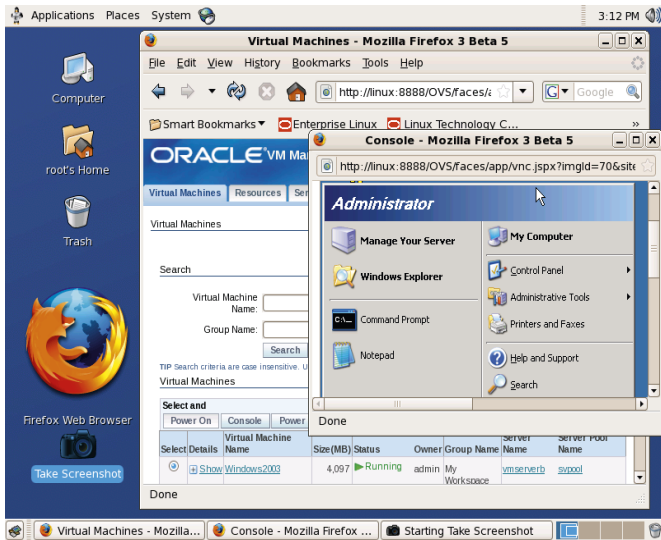 Applications Places System 3:12 PM
Computer
root's Home
Trash
Firefox Web Browser
Take Screenshot
Virtual Machines - Mozilla Firefox 3 Beta 5
File Edit View History Bookmarks Tools Help
http://linux:8888/OVS/faces/a G Google
Smart Bookmarks Enterprise Linux Linux Technology C... »
ORACLE VM Ma
Virtual Machines Resources Ser
Virtual Machines
Search
Virtual Machine
Name:
Group Name:
Search
TIP Search criteria are case insensitive. U
Virtual Machines
Select and
Power On Console Power
Select Details Virtual Machine Name Size(MB) Status Owner Group Name Server Name Server Pool Name
Show Windows2003 4,097 Running admin My Workspace vmserverb svpool
Done
Console - Mozilla Firefox 3 Beta 5
http://linux:8888/OVS/faces/app/vnc.jspx?imgId=70&site
Administrator
Manage Your Server
Windows Explorer
Command Prompt
Notepad
My Computer
Control Panel
Administrative Tools
Printers and Faxes
Help and Support
Search
Done
Virtual Machines - Mozilla... Console - Mozilla Firefox ... Starting Take Screenshot